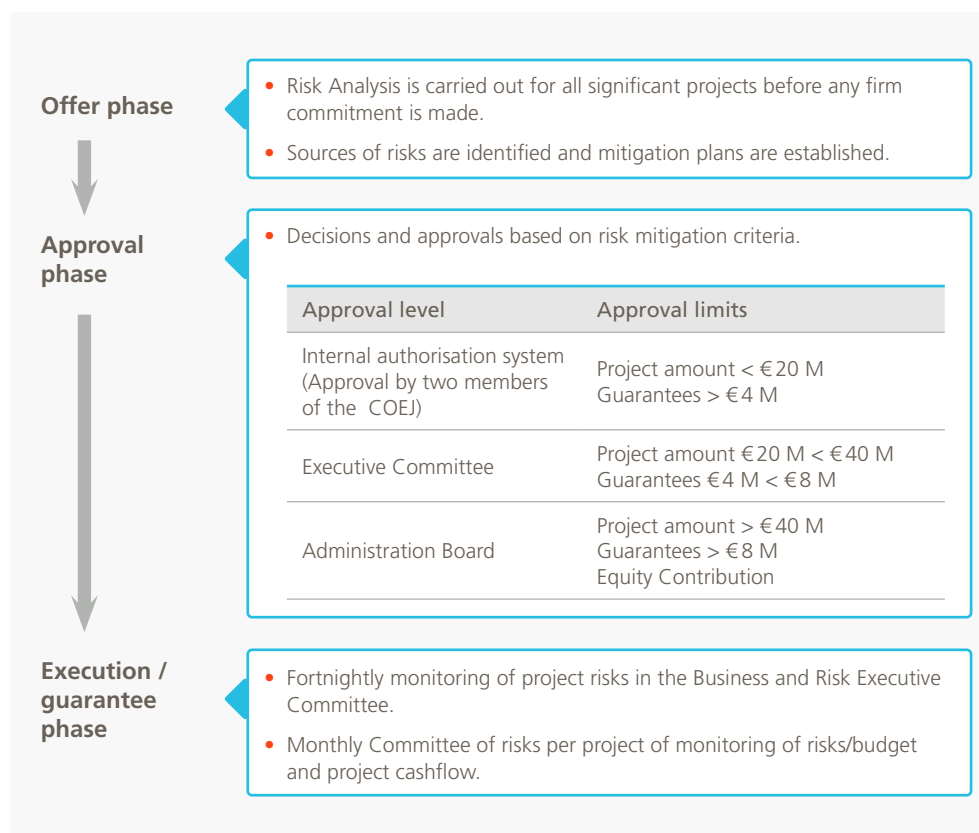 Offer phase
• Risk Analysis is carried out for all significant projects before any firm
commitment is made.
• Sources of risks are identified and mitigation plans are established.
Approval
phase
• Decisions and approvals based on risk mitigation criteria.
Approval level Approval limits
Internal authorisation system
(Approval by two members
of the COEJ)
Project amount < €20 M
Guarantees > €4 M
Executive Committee
Project amount €20 M < €40 M
Guarantees €4 M < €8 M
Administration Board
Project amount > €40 M
Guarantees > €8 M
Equity Contribution
Execution /
guarantee
phase
• Fortnightly monitoring of project risks in the Business and Risk Executive
Committee.
• Monthly Committee of risks per project of monitoring of risks/budget
and project cashflow.